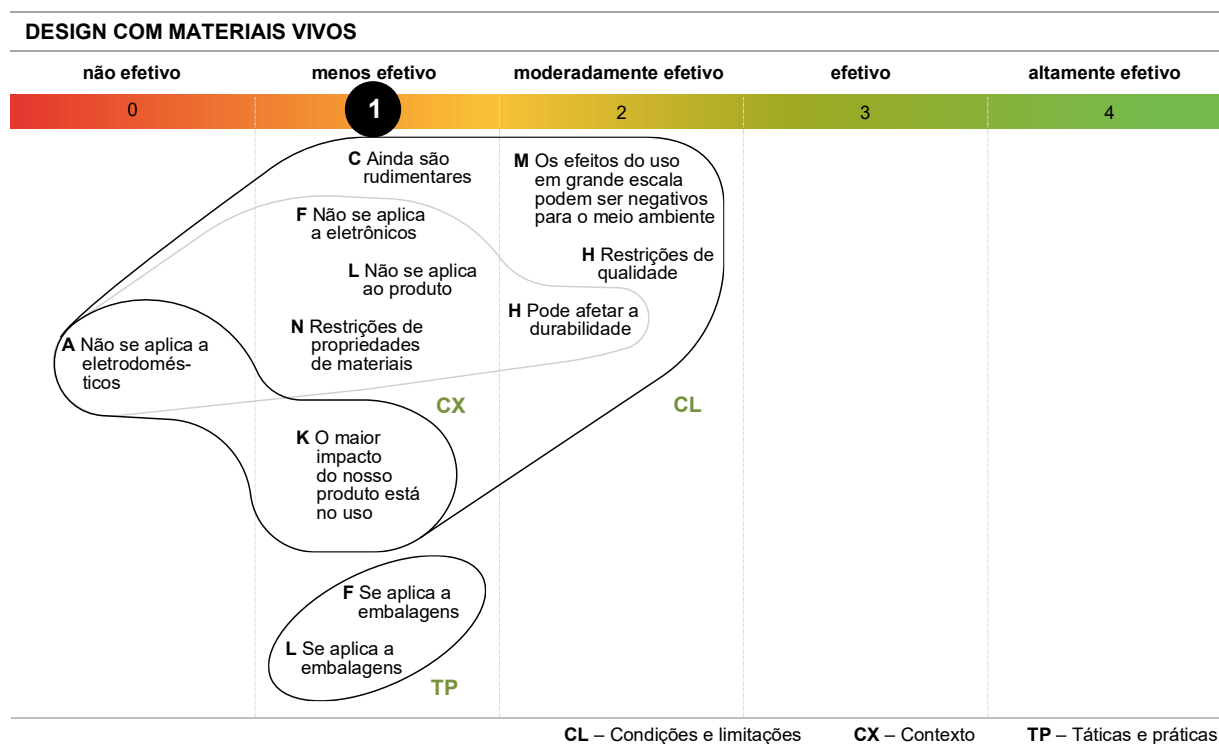 DESIGN COM MATERIAIS VIVOS
não efetivo
menos efetivo
moderadamente efetivo
efetivo
altamente efetivo
0
1
2
3
4
C Ainda são
rudimentares
F Não se aplica
a eletrônicos
L Não se aplica
ao produto
N Restrições de
propriedades
de materiais
M Os efeitos do uso
em grande escala
podem ser negativos
para o meio ambiente
H Restrições de
qualidade
H Pode afetar a
durabilidade
A Não se aplica a
eletrodomés-
ticos
CX
CL
K O maior
impacto
do nosso
produto está
no uso
F Se aplica a
embalagens
L Se aplica a
embalagens
TP
CL – Condições e limitações
CX – Contexto
TP – Táticas e práticas